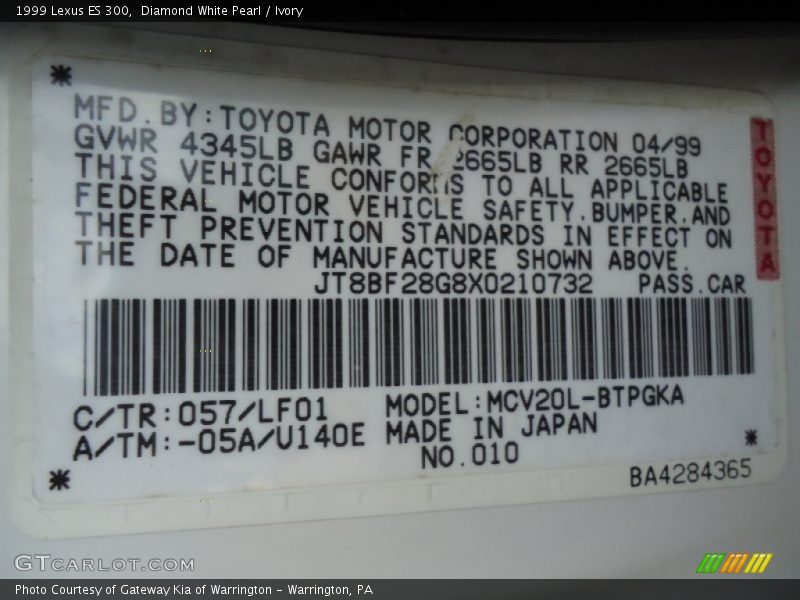 1999 Lexus ES 300,  Diamond White Pearl / Ivory
MFD.BY:TOYOTA MOTOR CORPORATION 04/99
GVWR 4345LB GAWR FR 2665LB RR 2665LB
THIS VEHICLE CONFORMS TO ALL APPLICABLE
FEDERAL MOTOR VEHICLE SAFETY.BUMPER.AND
THEFT PREVENTION STANDARDS IN EFFECT ON
THE DATE OF MANUFACTURE SHOWN ABOVE.
JT8BF28G8X0210732 PASS.CAR
TOYOTA
C/TR:057/LF01 MODEL:MCV20L-BTPGKA
A/TM:-05A/U140E MADE IN JAPAN
NO.010
BA4284365
GTCARLOT.COM
Photo Courtesy of Gateway Kia of Warrington - Warrington, PA